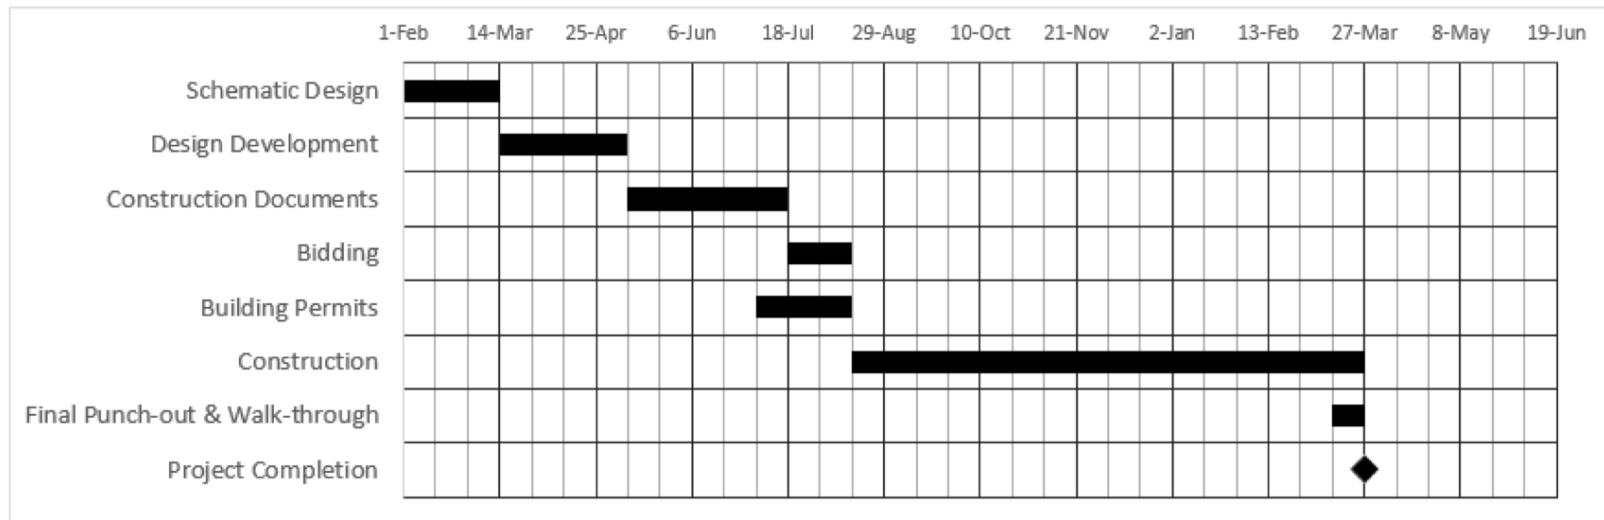 1-Feb 14-Mar 25-Apr 6-Jun 18-Jul 29-Aug 10-Oct 21-Nov 2-Jan 13-Feb 27-Mar 8-May 19-Jun
Schematic Design
Design Development
Construction Documents
Bidding
Building Permits
Construction
Final Punch-out & Walk-through
Project Completion